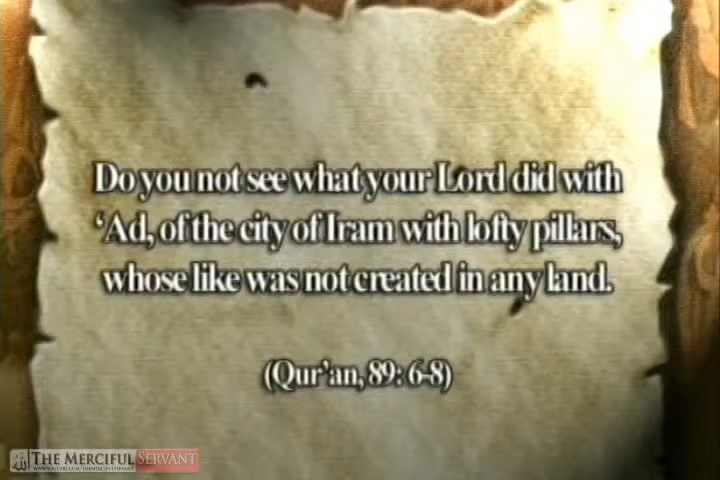 Do you not see what your Lord did with
‘Ad, of the city of Iram with lofty pillars,
whose like was not created in any land.
(Qur’an, 89: 6-8)
THE MERCIFUL SERVANT